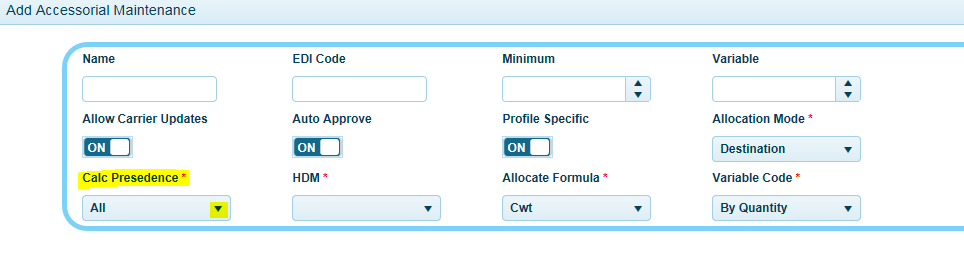 Add Accessorial Maintenance
Name EDI Code Minimum Variable
Allow Carrier Updates Auto Approve Profile Specific Allocation Mode *
ON ON ON Destination
Calc Presedence * HDM * Allocate Formula * Variable Code *
All Cwt By Quantity